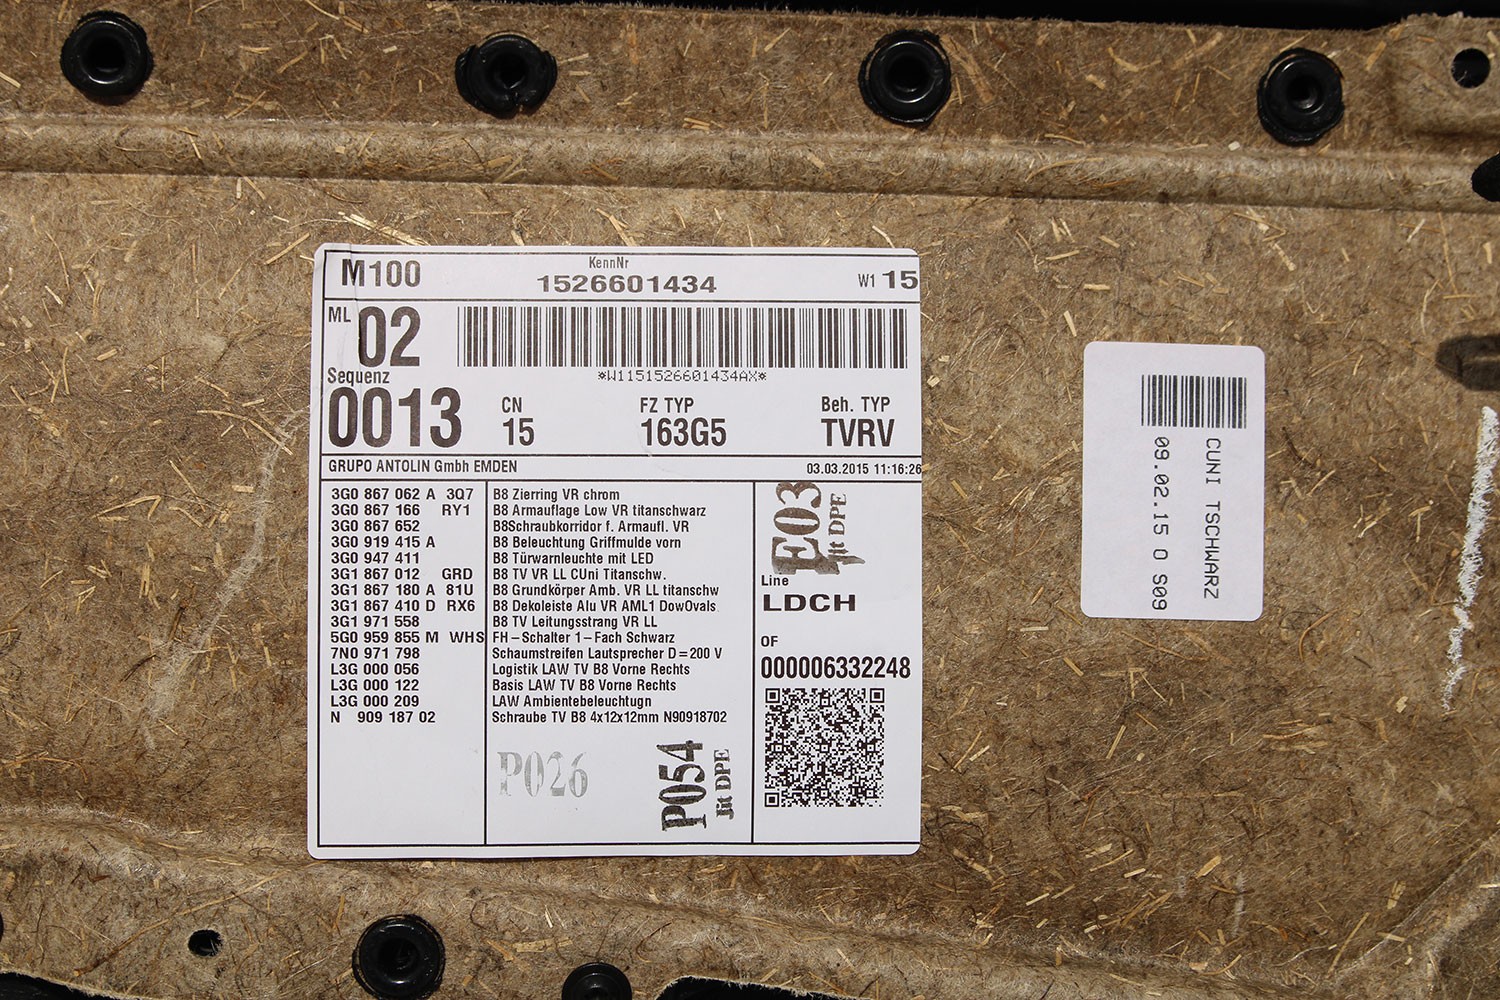 M100
KennNr
1526601434
W1 15
ML 02
*W1151526601434AX*
Sequenz
0013
CN
15
FZ TYP
163G5
Beh. TYP
TVRV
GRUPO ANTOLIN Gmbh EMDEN
03.03.2015 11:16:26
3G0 867 062 A 3Q7 B8 Zierring VR chrom
3G0 867 166 RY1 B8 Armauflage Low VR titanschwarz
3G0 867 652 B8Schraubkorridor f. Armaufl. VR
3G0 919 415 A B8 Beleuchtung Griffmulde vorn
3G0 947 411 B8 Türwarnleuchte mit LED
3G1 867 012 GRD B8 TV VR LL CUni Titanschw.
3G1 867 180 A 81U B8 Grundkörper Amb. VR LL titanschw
3G1 867 410 D RX6 B8 Dekoleiste Alu VR AML1 DowOvals
3G1 971 558 B8 TV Leitungsstrang VR LL
5G0 959 855 M WHS FH-Schalter 1-Fach Schwarz
7N0 971 798 Schaumstreifen Lautsprecher D=200 V
L3G 000 056 Logistik LAW TV B8 Vorne Rechts
L3G 000 122 Basis LAW TV B8 Vorne Rechts
L3G 000 209 LAW Ambientebeleuchtugn
N 909 187 02 Schraube TV B8 4x12x12mm N90918702
P026
P054
Jit DPE
E03
Jit DPE
Line
LDCH
OF
000006332248
CUNI TSCHWARZ
09.02.15 O S09